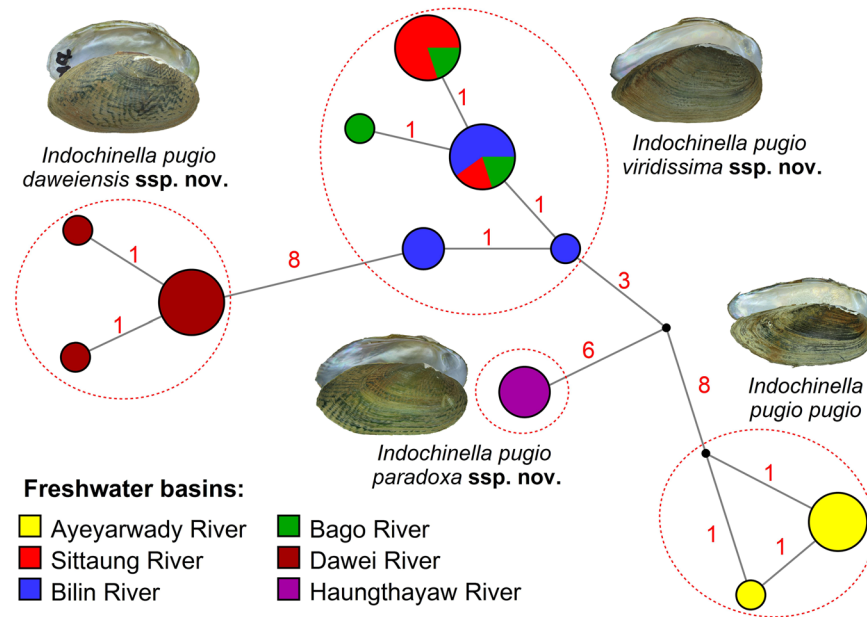 Indochinella pugio
daweiensis ssp. nov.
Indochinella pugio
viridissima ssp. nov.
1
1
1
1
8
1
1
3
6
8
Indochinella
pugio pugio
Indochinella pugio
paradoxa ssp. nov.
1
1
1
Freshwater basins:
Ayeyarwady River
Sittaung River
Bilin River
Bago River
Dawei River
Haungthayaw River